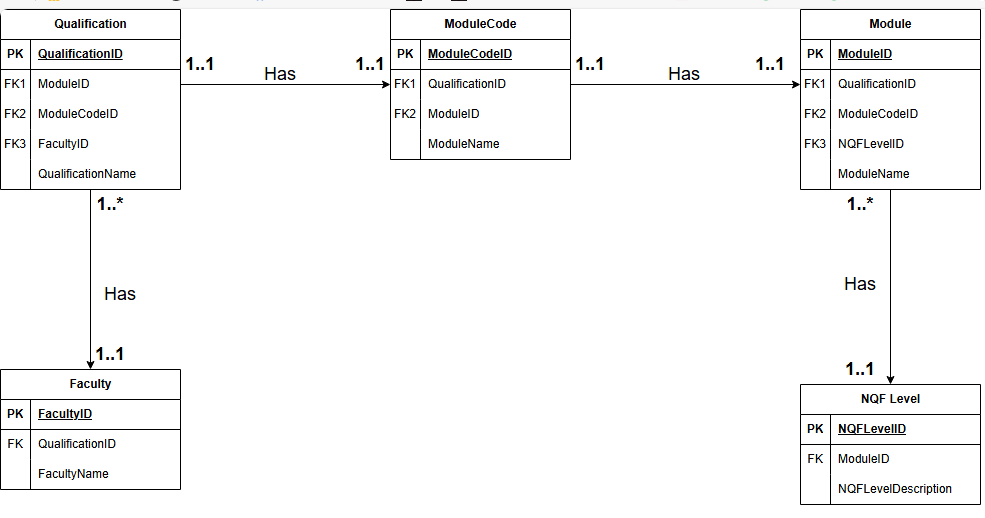 Qualification
PK QualificationID
FK1 ModuleID
FK2 ModuleCodeID
FK3 FacultyID
QualificationName
1..1
Has
1..1
ModuleCode
PK ModuleCodeID
FK1 QualificationID
FK2 ModuleID
ModuleName
1..1
Has
1..1
Module
PK ModuleID
FK1 QualificationID
FK2 ModuleCodeID
FK3 NQFLevelID
ModuleName
1..*
Has
1..1
Faculty
PK FacultyID
FK QualificationID
FacultyName
1..*
Has
1..1
NQF Level
PK NQFLevelID
FK ModuleID
NQFLevelDescription